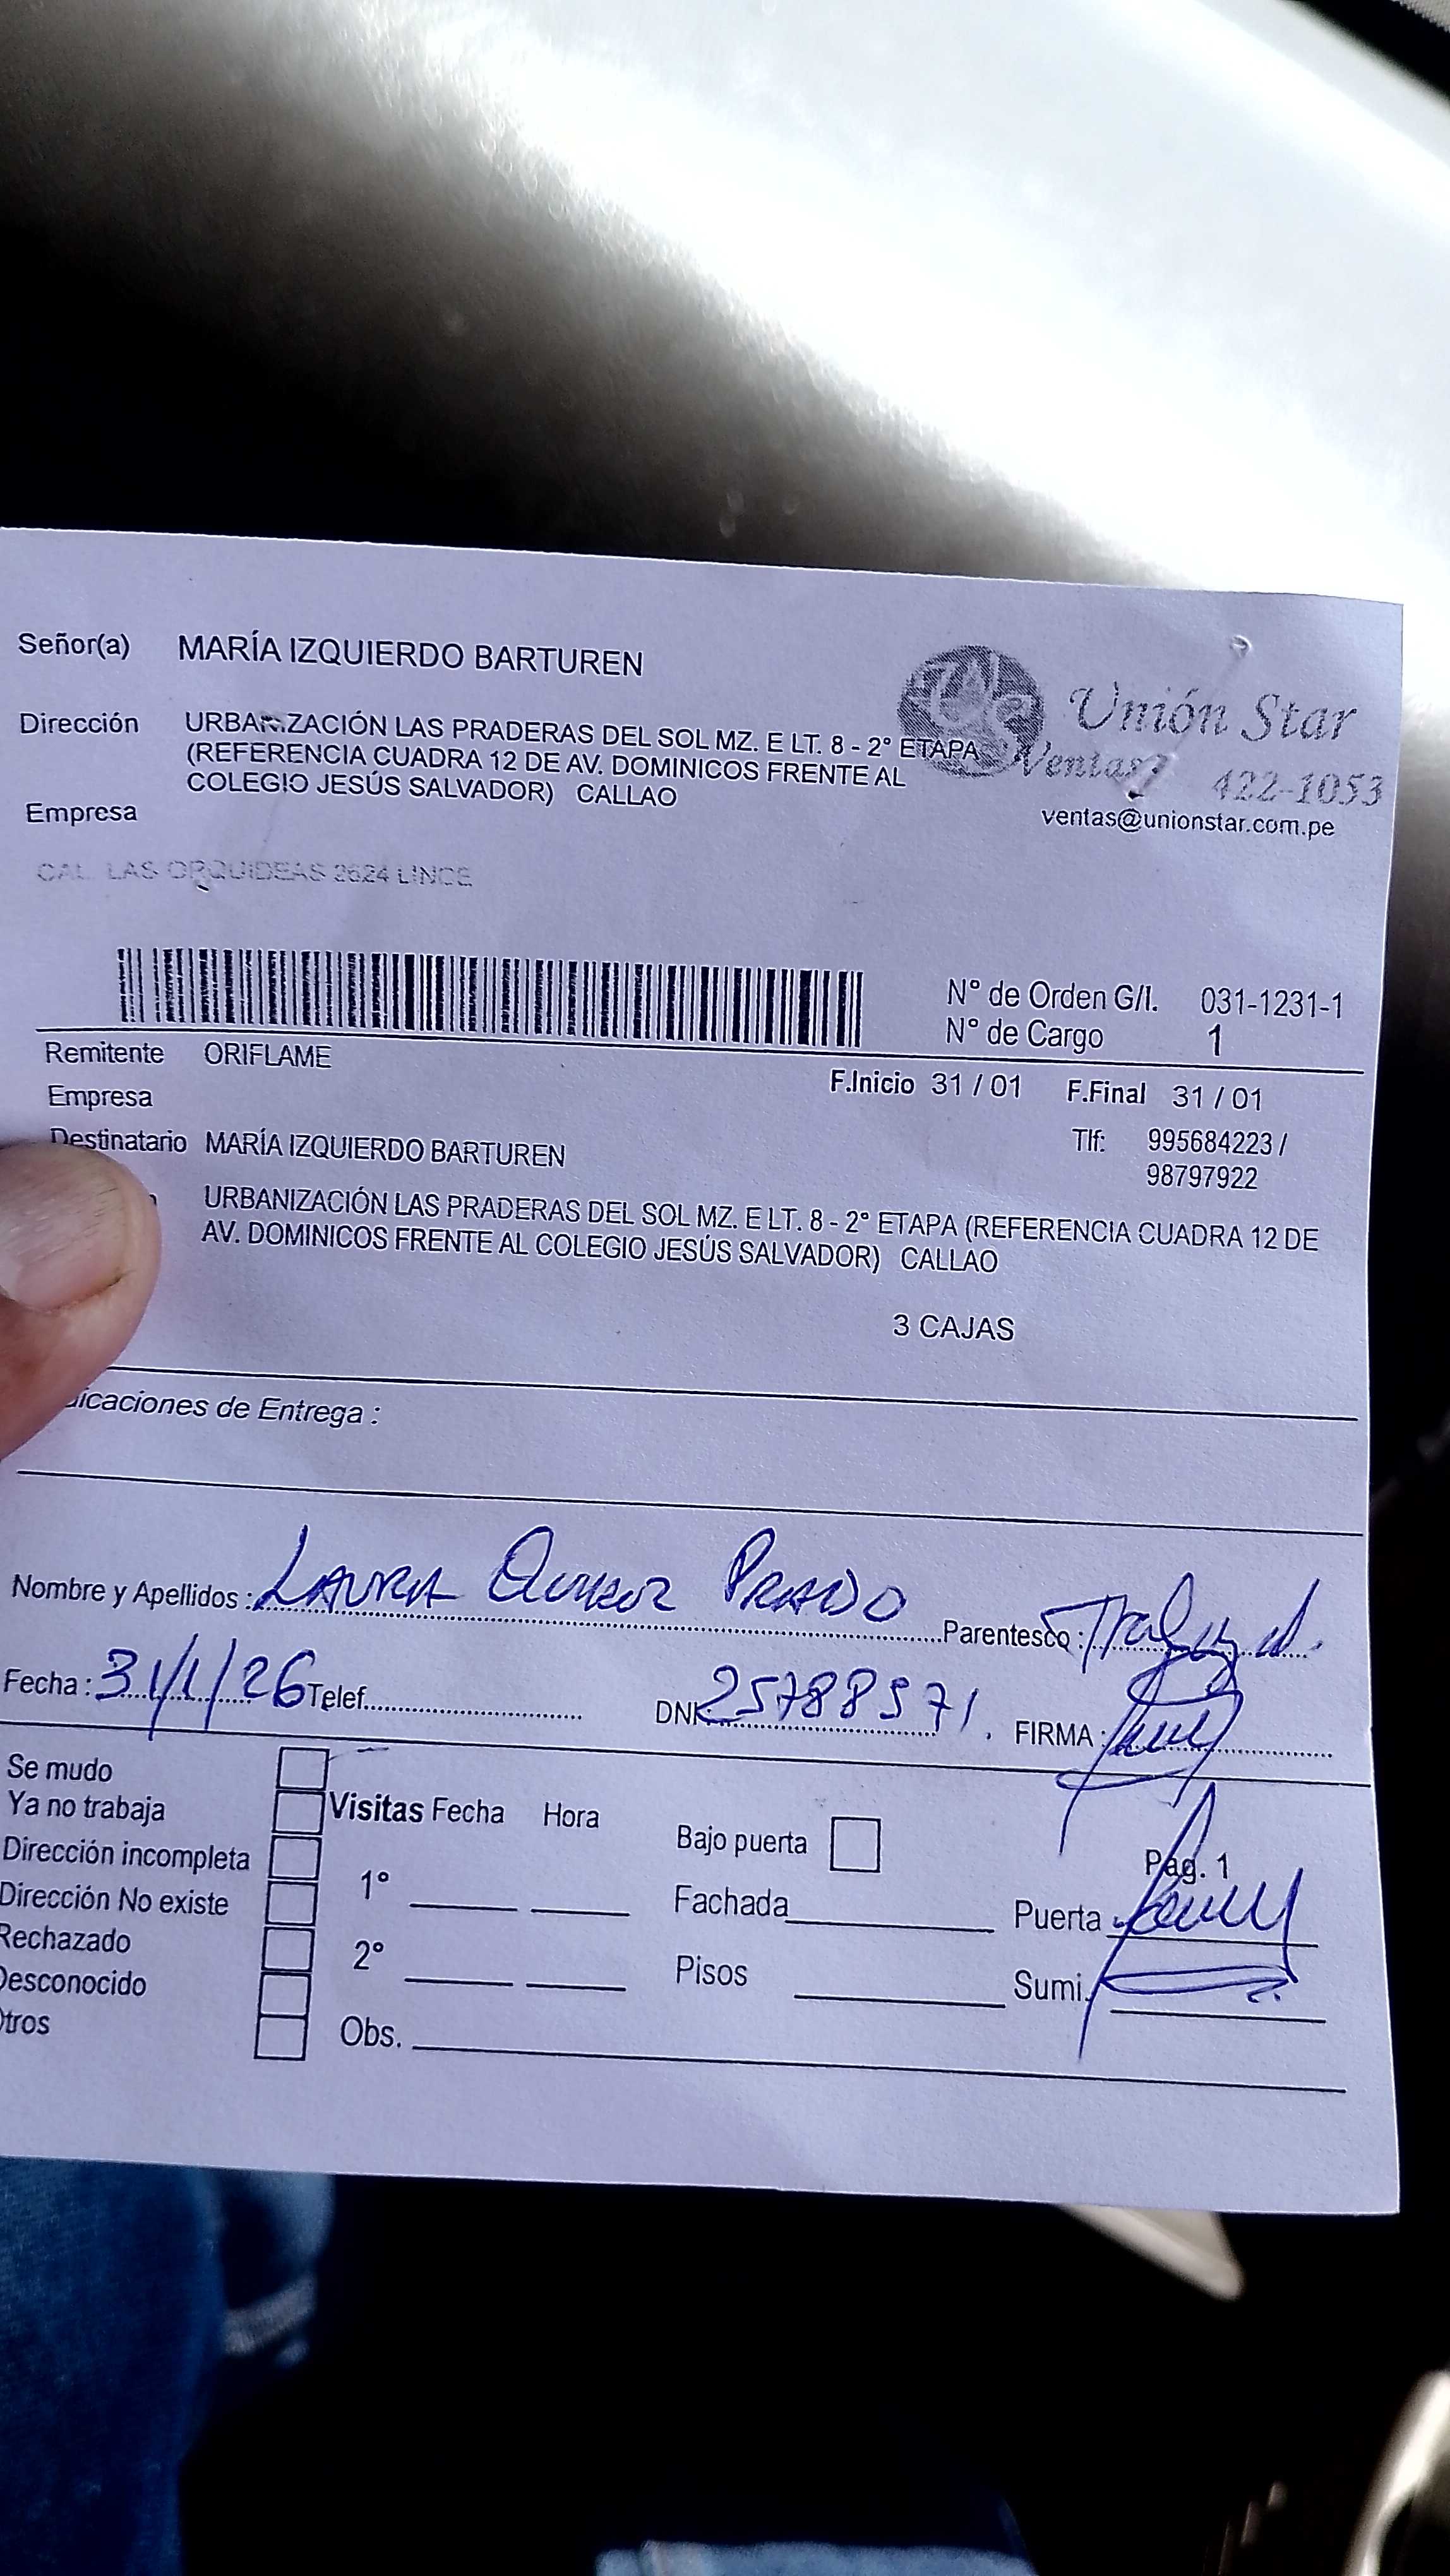 Señor(a) MARÍA IZQUIERDO BARTUREN
Unión Star
Ventas 422-1053
ventas@unionstar.com.pe
Dirección URBANIZACIÓN LAS PRADERAS DEL SOL MZ. E LT. 8 - 2° ETAPA
(REFERENCIA CUADRA 12 DE AV. DOMINICOS FRENTE AL
COLEGIO JESÚS SALVADOR) CALLAO
Empresa
CAL. LAS ORQUIDEAS 2624 LINCE
N° de Orden G/I. 031-1231-1
N° de Cargo 1
Remitente ORIFLAME
F.Inicio 31 / 01 F.Final 31 / 01
Empresa
Destinatario MARÍA IZQUIERDO BARTUREN
Tlf: 995684223 /
98797922
URBANIZACIÓN LAS PRADERAS DEL SOL MZ. E LT. 8 - 2° ETAPA (REFERENCIA CUADRA 12 DE
AV. DOMINICOS FRENTE AL COLEGIO JESÚS SALVADOR) CALLAO
3 CAJAS
icaciones de Entrega :
Nombre y Apellidos : LAURA PRADO Parentesco :
Fecha : 31/1/26 Telef. DNI 25788571. FIRMA :
Se mudo
Ya no trabaja
Dirección incompleta
Dirección No existe
Rechazado
Desconocido
Otros
Visitas Fecha Hora
1°
2°
Obs.
Bajo puerta
Fachada
Pisos
Pág. 1
Puerta
Sumi.